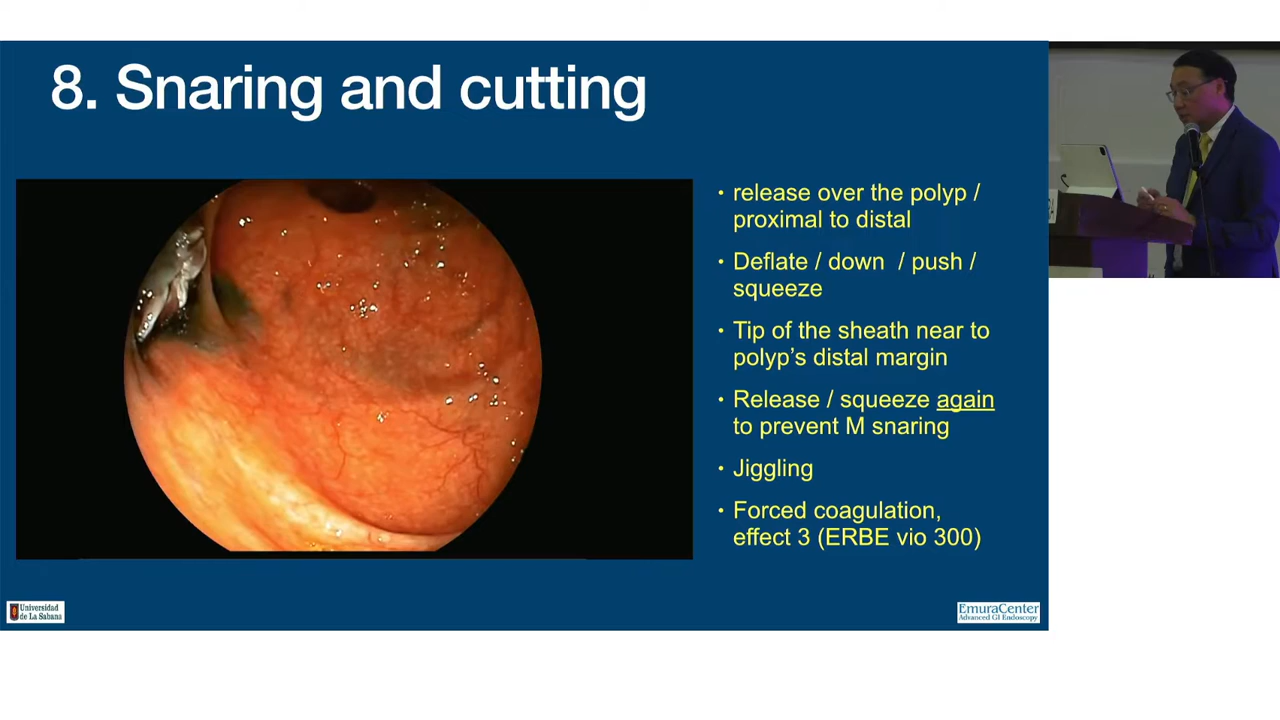 8. Snaring and cutting
• release over the polyp /
proximal to distal
• Deflate / down / push /
squeeze
• Tip of the sheath near to
polyp's distal margin
• Release / squeeze again
to prevent M snaring
• Jiggling
• Forced coagulation,
effect 3 (ERBE vio 300)
Universidad
de La Sabana
EmuraCenter
Advanced GI Endoscopy